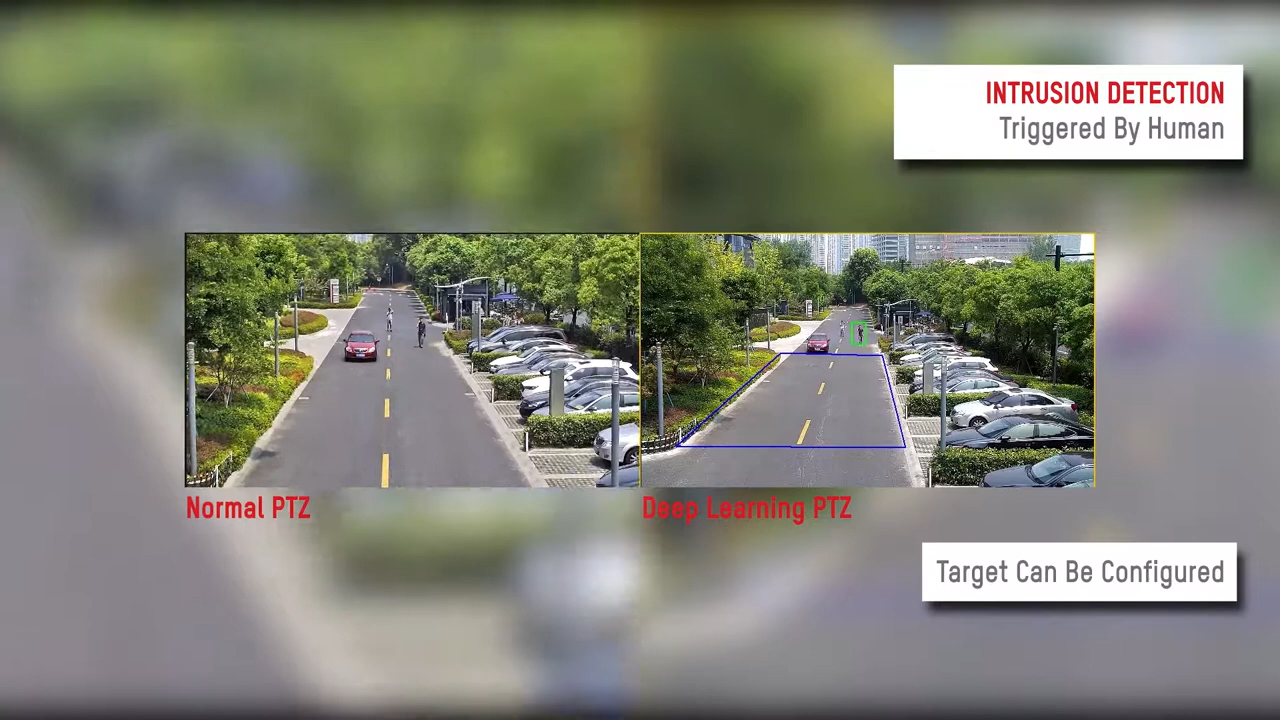 INTRUSION DETECTION
Triggered By Human
Normal PTZ
Deep Learning PTZ
Target Can Be Configured